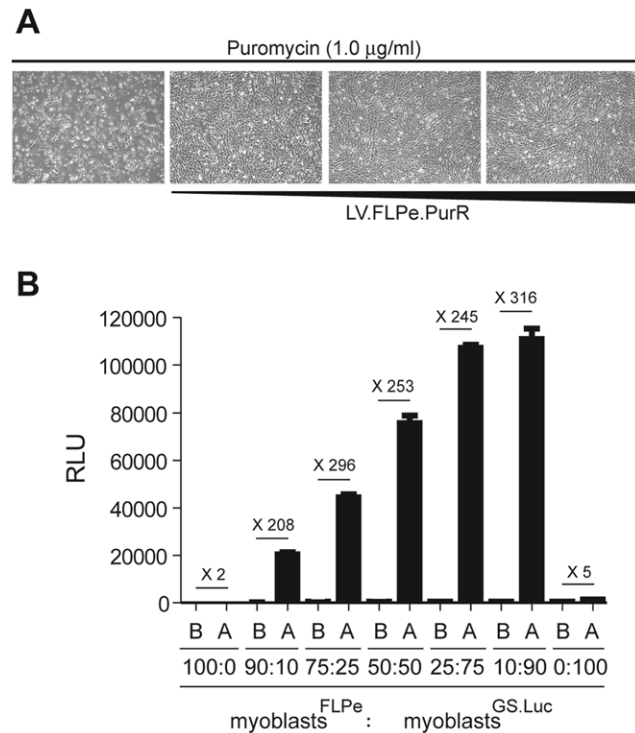 A
Puromycin (1.0 μg/ml)
LV.FLPe.PurR
B
RLU
120000
100000
80000
60000
40000
20000
0
X 2
X 208
X 296
X 253
X 245
X 316
X 5
B A B A B A B A B A B A B A
100:0 90:10 75:25 50:50 25:75 10:90 0:100
myoblasts FLPe : myoblasts GS.Luc